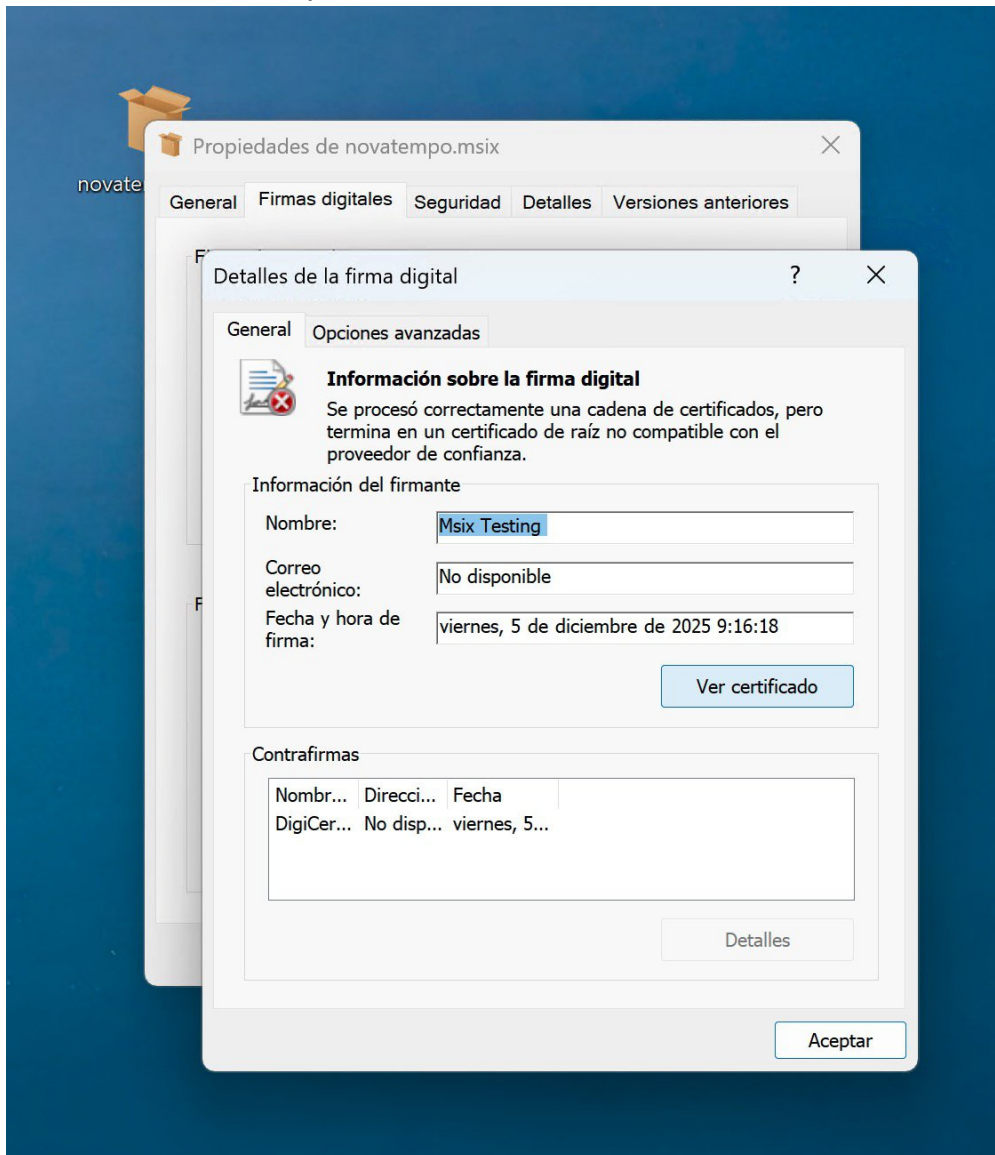 novate
Propiedades de novatempo.msix
General Firmas digitales Seguridad Detalles Versiones anteriores
Detalles de la firma digital ?
General Opciones avanzadas
Información sobre la firma digital
Se procesó correctamente una cadena de certificados, pero
termina en un certificado de raíz no compatible con el
proveedor de confianza.
Información del firmante
Nombre: Msix Testing
Correo
electrónico: No disponible
Fecha y hora de
firma: viernes, 5 de diciembre de 2025 9:16:18
Ver certificado
Contrafirmas
Nombr... Direcci... Fecha
DigiCer... No disp... viernes, 5...
Detalles
Aceptar